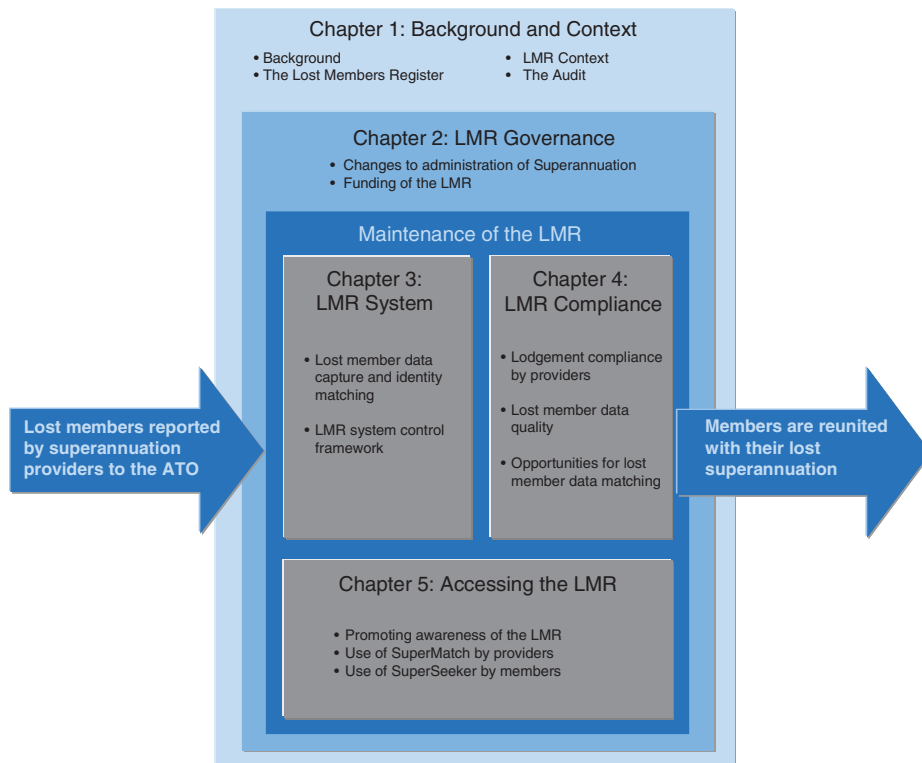 Chapter 1: Background and Context
• Background
• The Lost Members Register
• LMR Context
• The Audit
Chapter 2: LMR Governance
• Changes to administration of Superannuation
• Funding of the LMR
Maintenance of the LMR
Chapter 3:
LMR System
• Lost member data
capture and identity
matching
• LMR system control
framework
Chapter 4:
LMR Compliance
• Lodgement compliance
by providers
• Lost member data
quality
• Opportunities for lost
member data matching
Lost members reported
by superannuation
providers to the ATO
Members are reunited
with their lost
superannuation
Chapter 5: Accessing the LMR
• Promoting awareness of the LMR
• Use of SuperMatch by providers
• Use of SuperSeeker by members